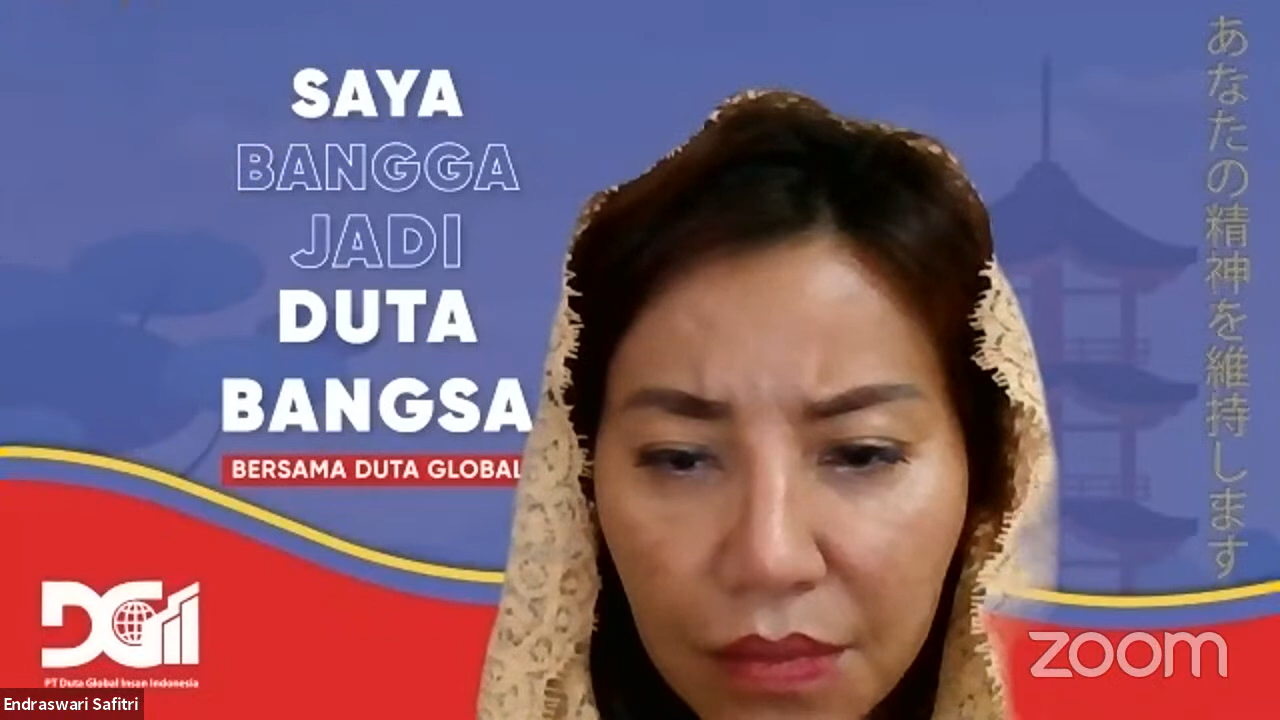 SAYA
BANGGA
JADI
DUTA
BANGSA
BERSAMA DUTA GLOBAL
あなたの精神を維持します
DGII
PT Duta Global Insan Indonesia
zoom
Endraswari Safitri